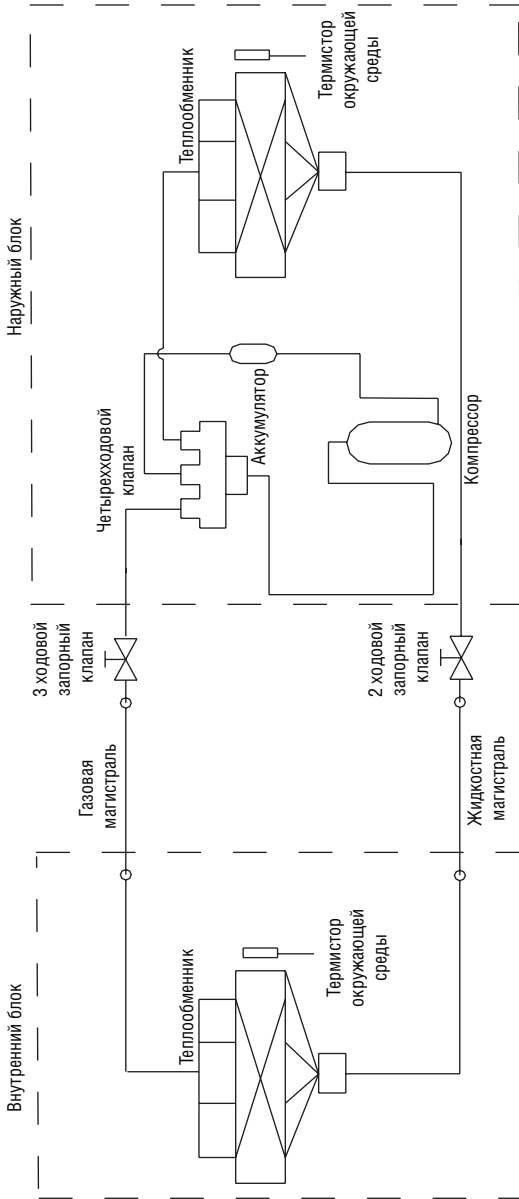 Внутренний блок
Теплообменник
Термистор
окружающей
среды
Газовая
магистраль
Жидкостная
магистраль
3 ходовой
запорный
клапан
2 ходовой
запорный
клапан
Наружный блок
Четырехходовой
клапан
Аккумулятор
Компрессор
Теплообменник
Термистор
окружающей
среды